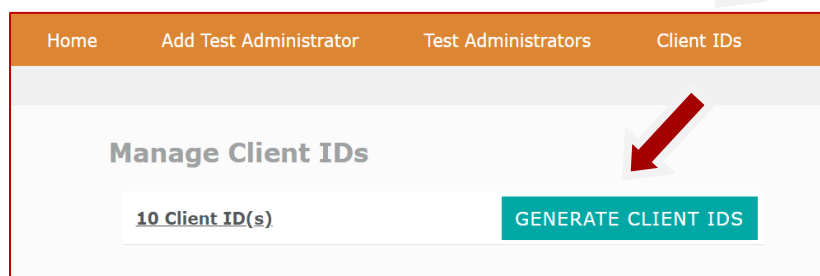 Home Add Test Administrator Test Administrators Client IDs
Manage Client IDs
10 Client ID(s) GENERATE CLIENT IDS